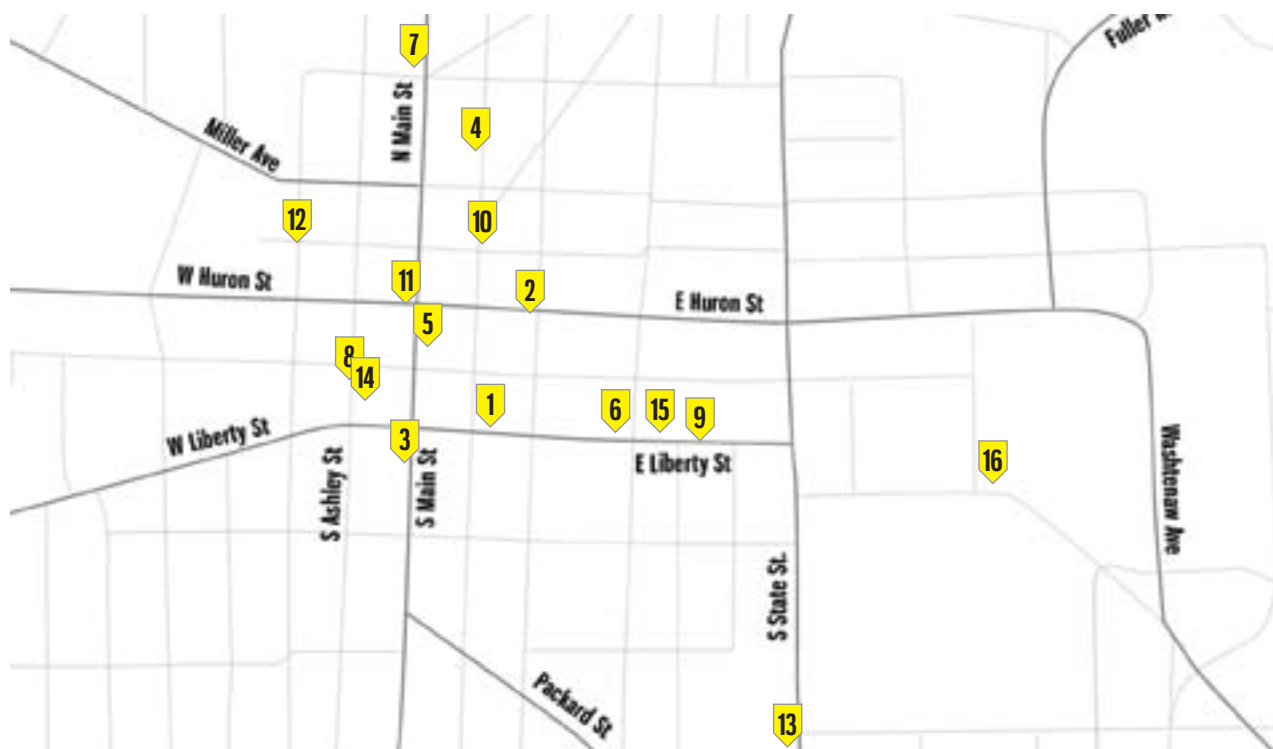 7
Fuller
4
N Main St
Miller Ave
12
10
11
2
W Huron St
E Huron St
5
8
14
1
6
15
9
3
W Liberty St
E Liberty St
16
S Ashley St
S Main St
Washtenaw Ave
S State St.
Packard St
13